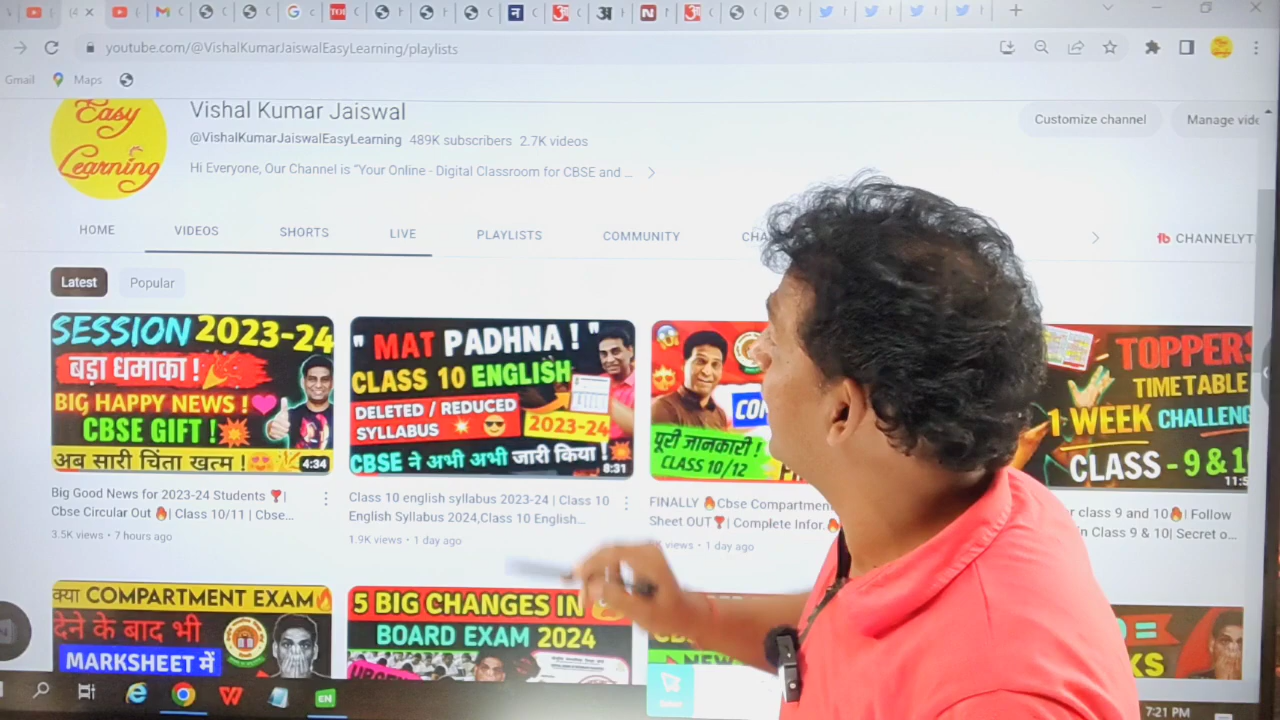 youtube.com/@VishalKumarJaiswalEasyLearning/playlists
Gmail Maps
Easy
Learning
Vishal Kumar Jaiswal
@VishalKumarJaiswalEasyLearning 489K subscribers 2.7K videos
Hi Everyone, Our Channel is "Your Online - Digital Classroom for CBSE and ...
Customize channel
Manage
HOME VIDEOS SHORTS LIVE PLAYLISTS COMMUNITY
Latest Popular
SESSION 2023-24
बड़ा धमाका !
BIG HAPPY NEWS !
CBSE GIFT !
अब सारी चिंता खत्म !
4:34
" MAT PADHNA ! "
CLASS 10 ENGLISH
DELETED / REDUCED
SYLLABUS
2023-24
CBSE ने अभी अभी जारी किया !
8:31
पूरी जानकारी !
CLASS 10/12
TOPPERS
TIMETABLE
1 WEEK
CLASS - 9 &
Big Good News for 2023-24 Students ❣️|
Cbse Circular Out 🔥| Class 10/11 | Cbse...
3.5K views • 7 hours ago
Class 10 english syllabus 2023-24 | Class 10
English Syllabus 2024,Class 10 English...
1.9K views • 1 day ago
FINALLY 🔥Cbse Compartment
Sheet OUT❣️| Complete Infor.
views • 1 day ago
class 9 and 10🔥| Follow
Class 9 & 10| Secret o...
क्या COMPARTMENT EXAM
देने के बाद भी
MARKSHEET में
5 BIG CHANGES IN
BOARD EXAM 2024
7:21 PM